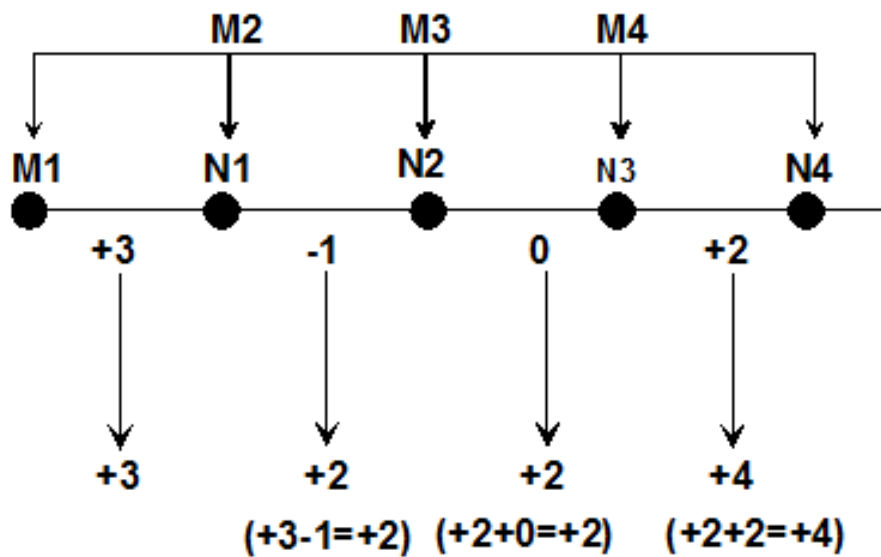 M2 M3 M4
M1 N1 N2 N3 N4
+3 -1 0 +2
+3 +2 +2 +4
(+3-1=+2) (+2+0=+2) (+2+2=+4)